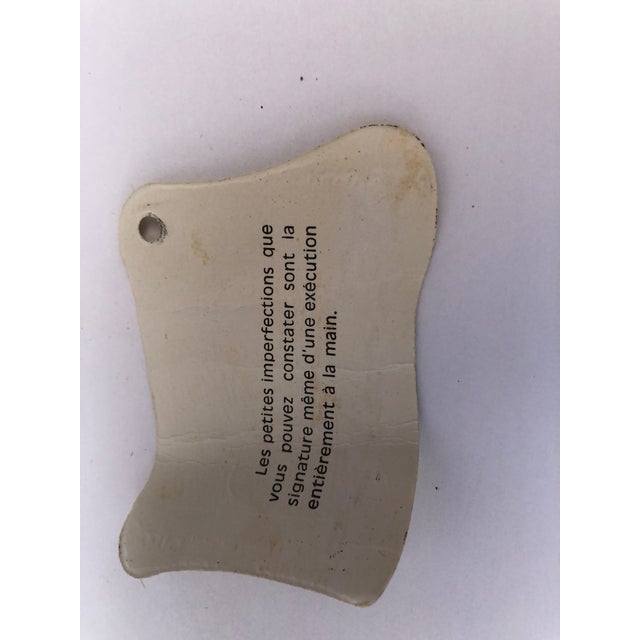 Les petites imperfections que
vous pouvez constater sont la
signature même d'une exécution
entièrement à la main.